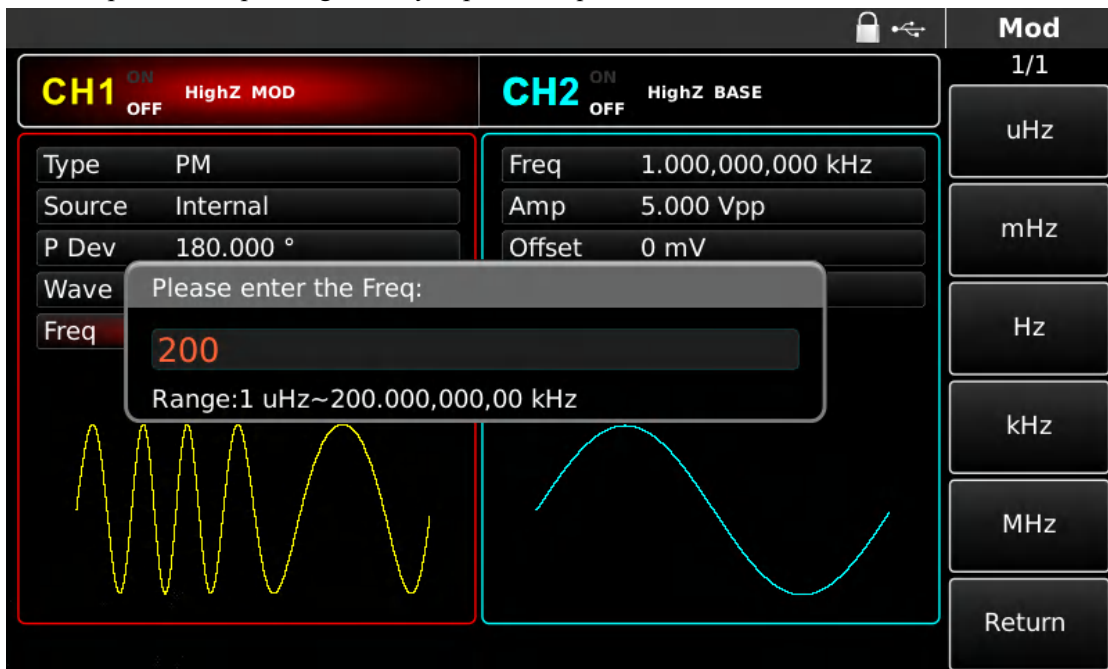 Mod
1/1
CH1 ON OFF HighZ MOD
CH2 ON OFF HighZ BASE
Type PM
Source Internal
P Dev 180.000 °
Wave
Freq
Freq 1.000,000,000 kHz
Amp 5.000 Vpp
Offset 0 mV
Please enter the Freq:
200
Range:1 uHz~200.000,000,00 kHz
uHz
mHz
Hz
kHz
MHz
Return